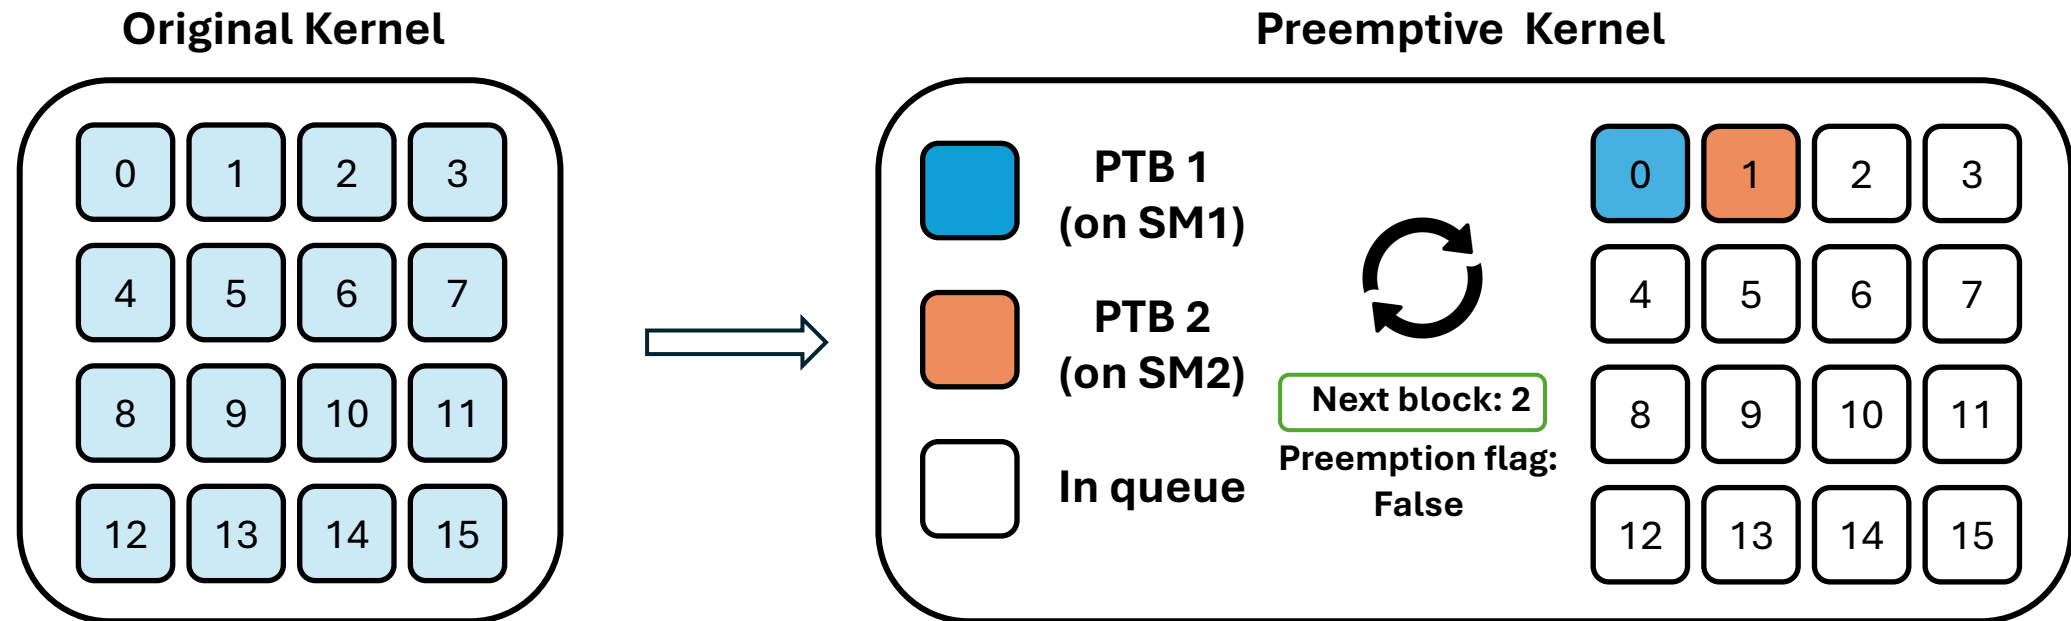 Original Kernel
0 1 2 3
4 5 6 7
8 9 10 11
12 13 14 15
Preemptive Kernel
PTB 1
(on SM1)
PTB 2
(on SM2)
In queue
Next block: 2
Preemption flag:
False
0 1 2 3
4 5 6 7
8 9 10 11
12 13 14 15